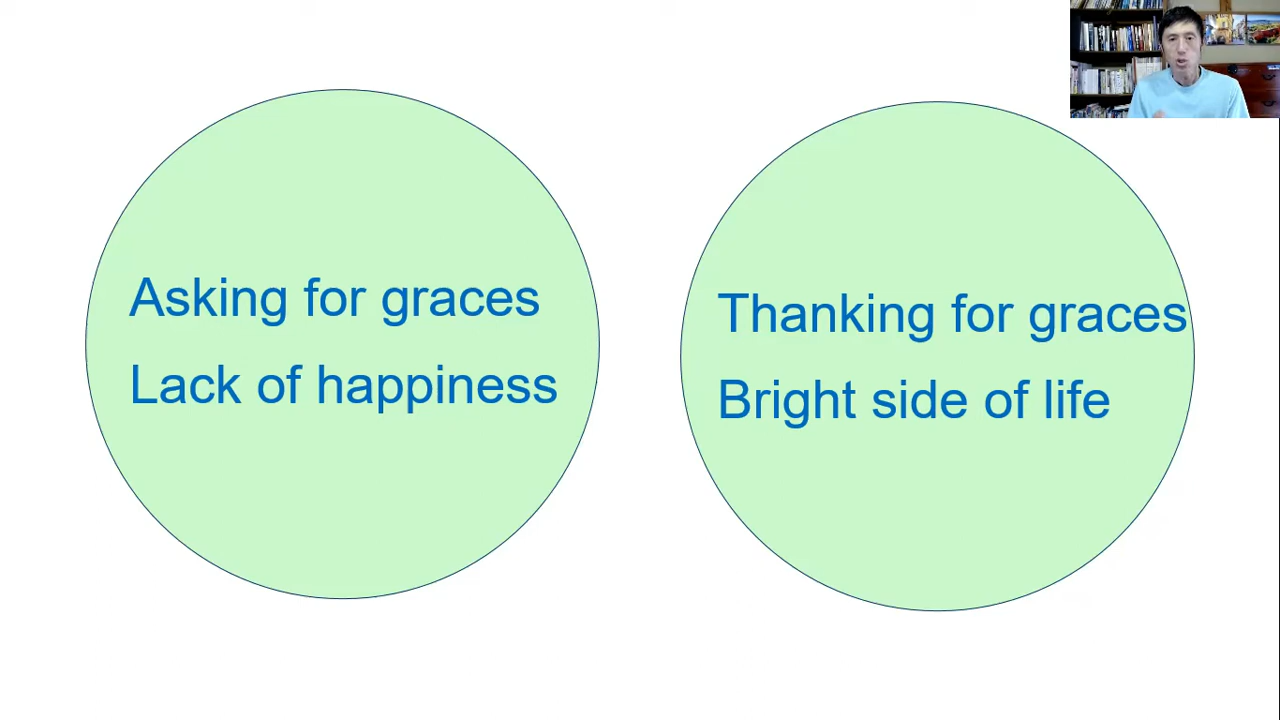 Asking for graces
Lack of happiness
Thanking for graces
Bright side of life